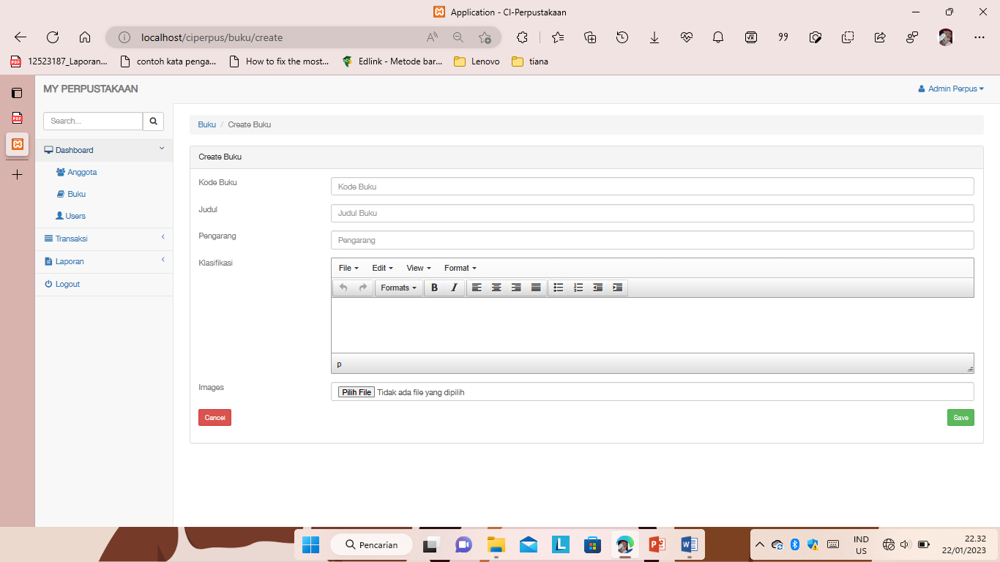 Application - CI-Perpustakaan
localhost/ciperpus/buku/create
12523187_Laporan...
contoh kata penga...
How to fix the most...
Edlink - Metode bar...
Lenovo
tiana
MY PERPUSTAKAAN
Admin Perpus
Search...
Buku / Create Buku
Dashboard
Anggota
Buku
Users
Transaksi
Laporan
Logout
Create Buku
Kode Buku
Kode Buku
Judul
Judul Buku
Pengarang
Pengarang
Klasifikasi
File Edit View Format
Formats B I
p
Images
Pilih File Tidak ada file yang dipilih
Cancel
Save
Pencarian
IND
US
22.32
22/01/2023